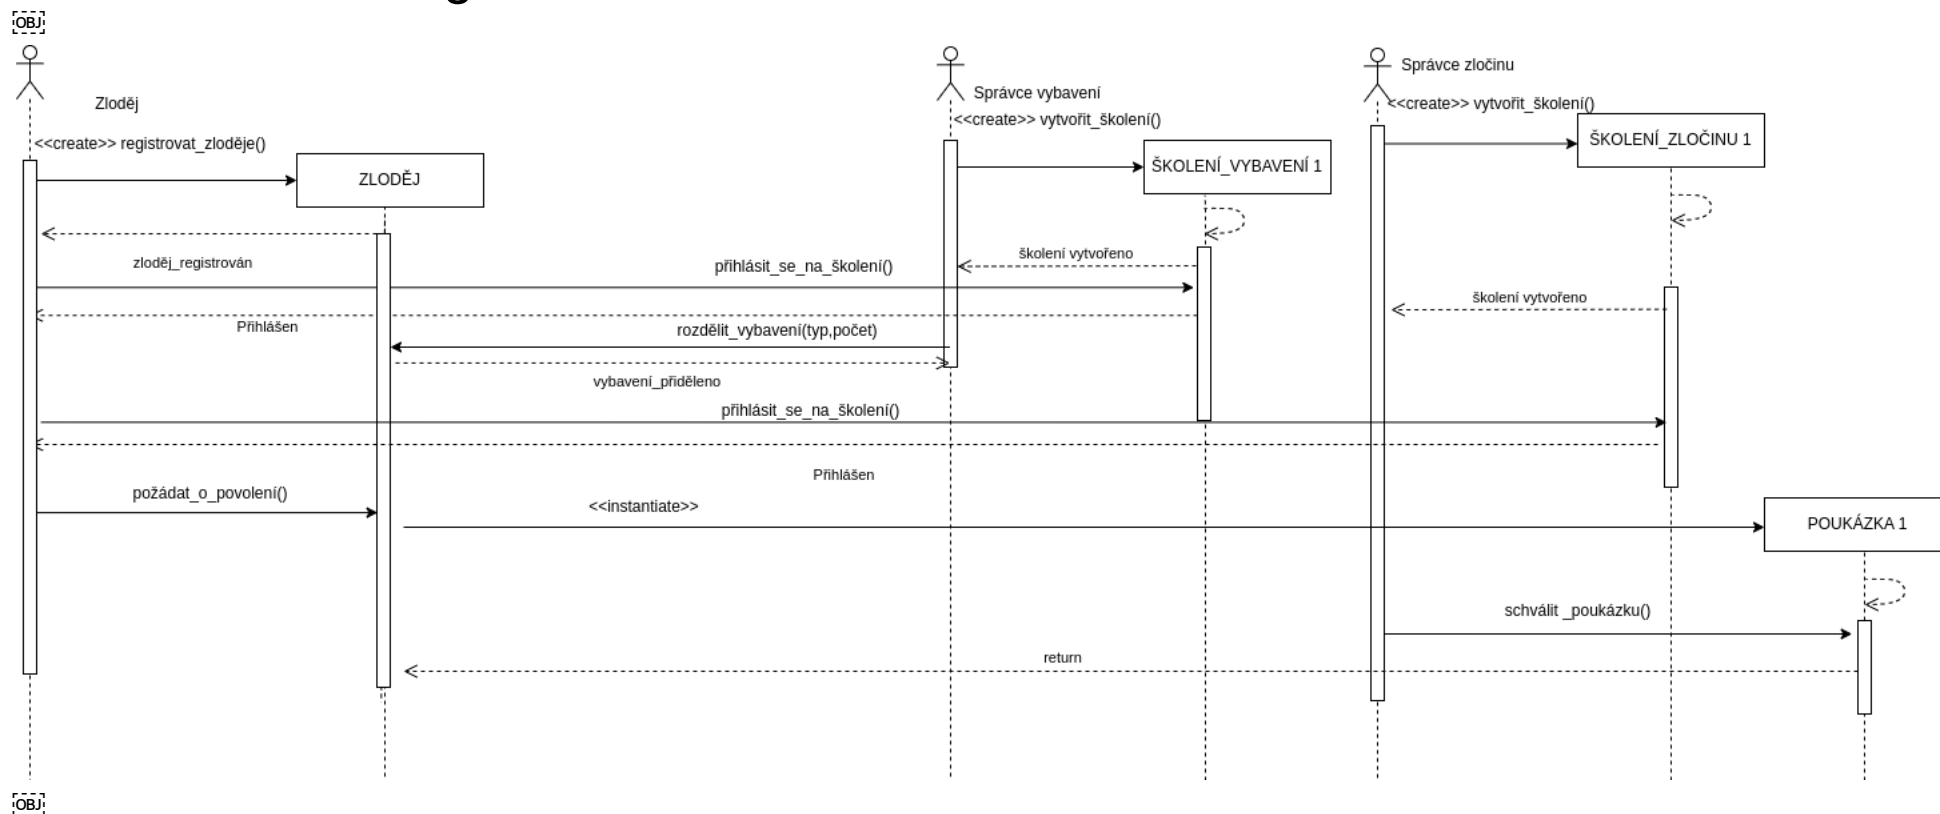 OBJ
Správce zločinu
Správce vybavení
Zloděj
<<create>> vytvořit_školení()
<<create>> vytvořit_školení()
<<create>> registrovat_zloděje()
ŠKOLENÍ_ZLOČINU 1
ŠKOLENÍ_VYBAVENÍ 1
ZLODĚJ
školení vytvořeno
zloděj_registrován
přihlásit_se_na_školení()
školení vytvořeno
Přihlášen
rozdělit_vybavení(typ,počet)
vybavení_přiděleno
přihlásit_se_na_školení()
Přihlášen
požádat_o_povolení()
<<instantiate>>
POUKÁZKA 1
schválit _poukázku()
return
OBJ